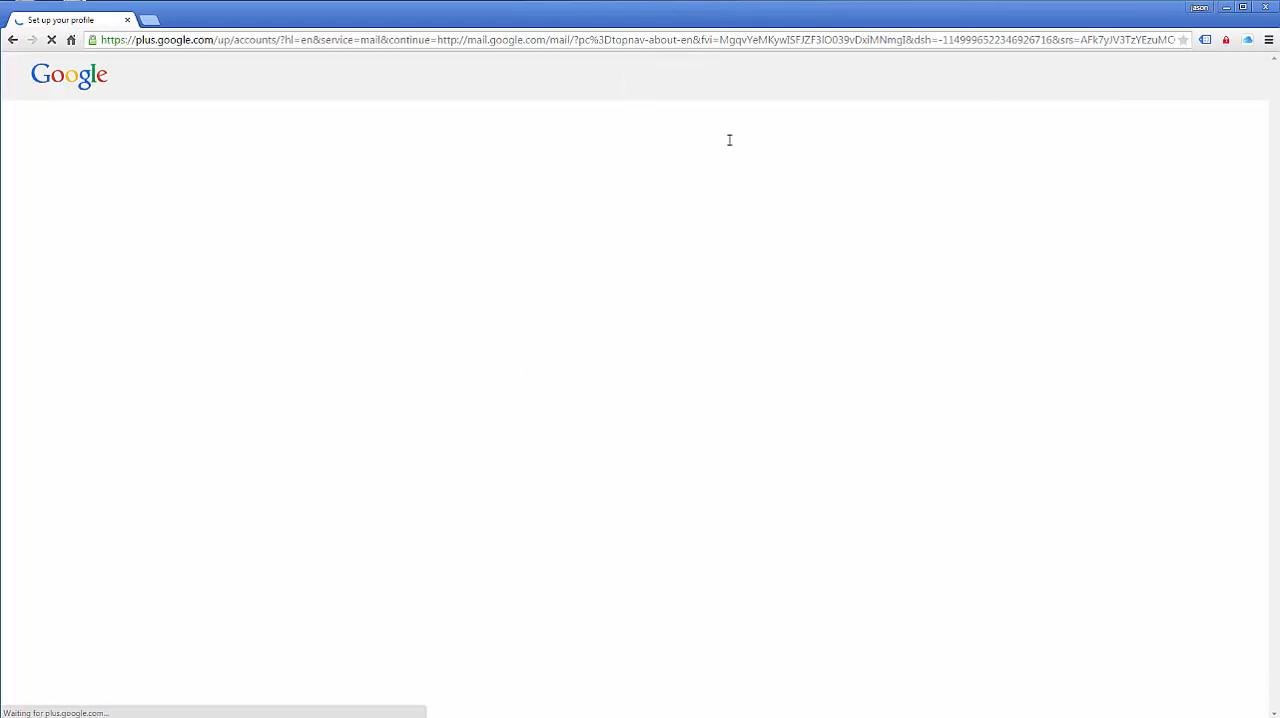 jason
Set up your profile
https://plus.google.com/up/accounts/?hl=en&service=mail&continue=http://mail.google.com/mail/?pc%3Dtopnav-about-en&fvi=MgqvYeMKywISFJZF3lO039vDxiMNmgI&dsh=-1149996522346926716&srs=AFk7yJV3TzYEzuMC
Google
Waiting for plus.google.com...